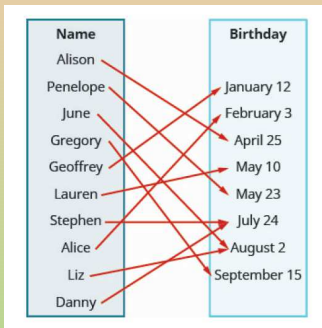 Name
Alison
Penelope
June
Gregory
Geoffrey
Lauren
Stephen
Alice
Liz
Danny
Birthday
January 12
February 3
April 25
May 10
May 23
July 24
August 2
September 15